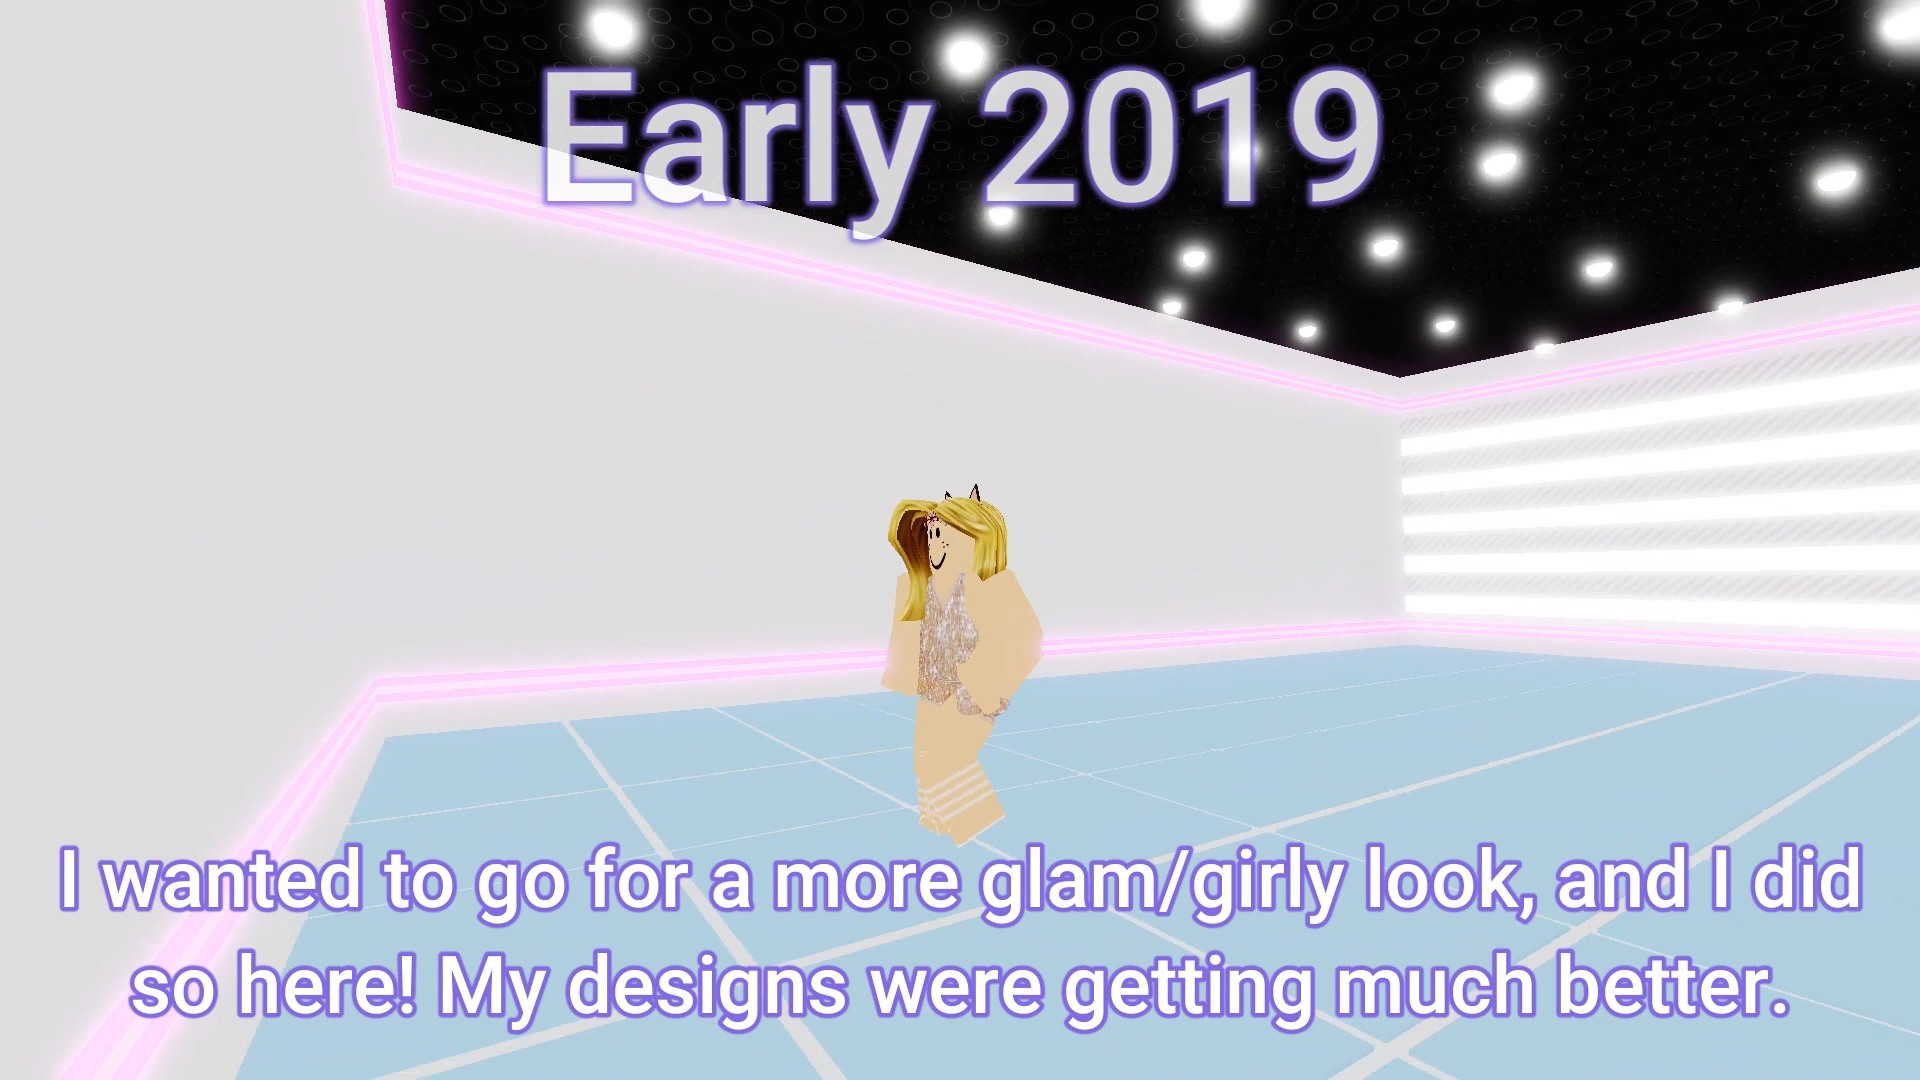 Early 2019
I wanted to go for a more glam/girly look, and I did
so here! My designs were getting much better.